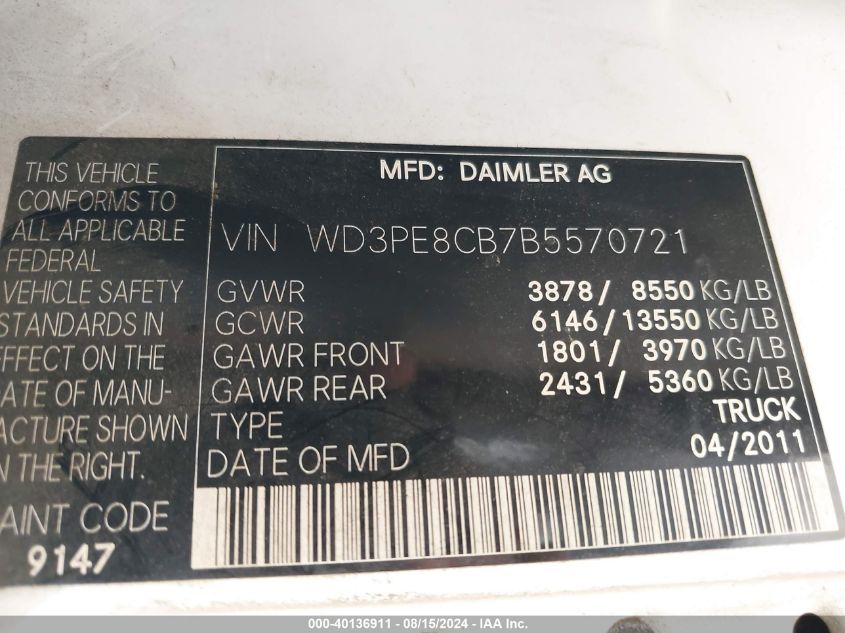 THIS VEHICLE
CONFORMS TO
ALL APPLICABLE
FEDERAL
VEHICLE SAFETY
STANDARDS IN
EFFECT ON THE
DATE OF MANU-
FACTURE SHOWN
ON THE RIGHT.
PAINT CODE
9147
MFD: DAIMLER AG
VIN WD3PE8CB7B5570721
GVWR 3878/ 8550 KG/LB
GCWR 6146/13550 KG/LB
GAWR FRONT 1801/ 3970 KG/LB
GAWR REAR 2431/ 5360 KG/LB
TYPE TRUCK
DATE OF MFD 04/2011
000-40136911 - 08/15/2024 - IAA, Inc.